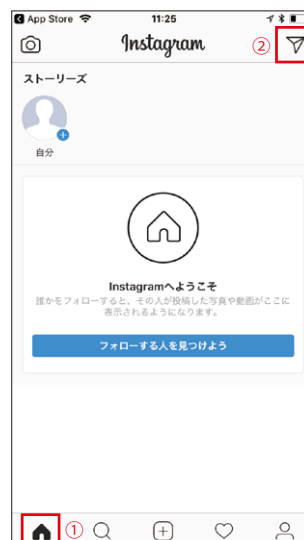 App Store 11:25
Instagram ②
ストーリーズ
自分
Instagramへようこそ
誰かをフォローすると、その人が投稿した写真や動画がここに
表示されるようになります。
フォローする人を見つけよう
①